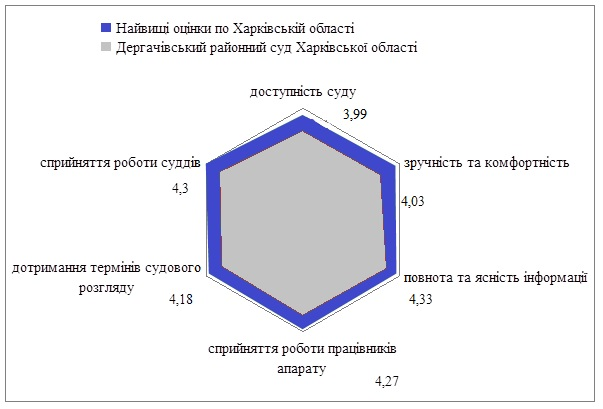 Найвищі оцінки по Харківській області
Дергачівський районний суд Харківської області
доступність суду
3,99
сприйняття роботи суддів
4,3
зручність та комфортність
4,03
дотримання термінів судового
розгляду
4,18
повнота та ясність інформації
4,33
сприйняття роботи працівників
апарату
4,27